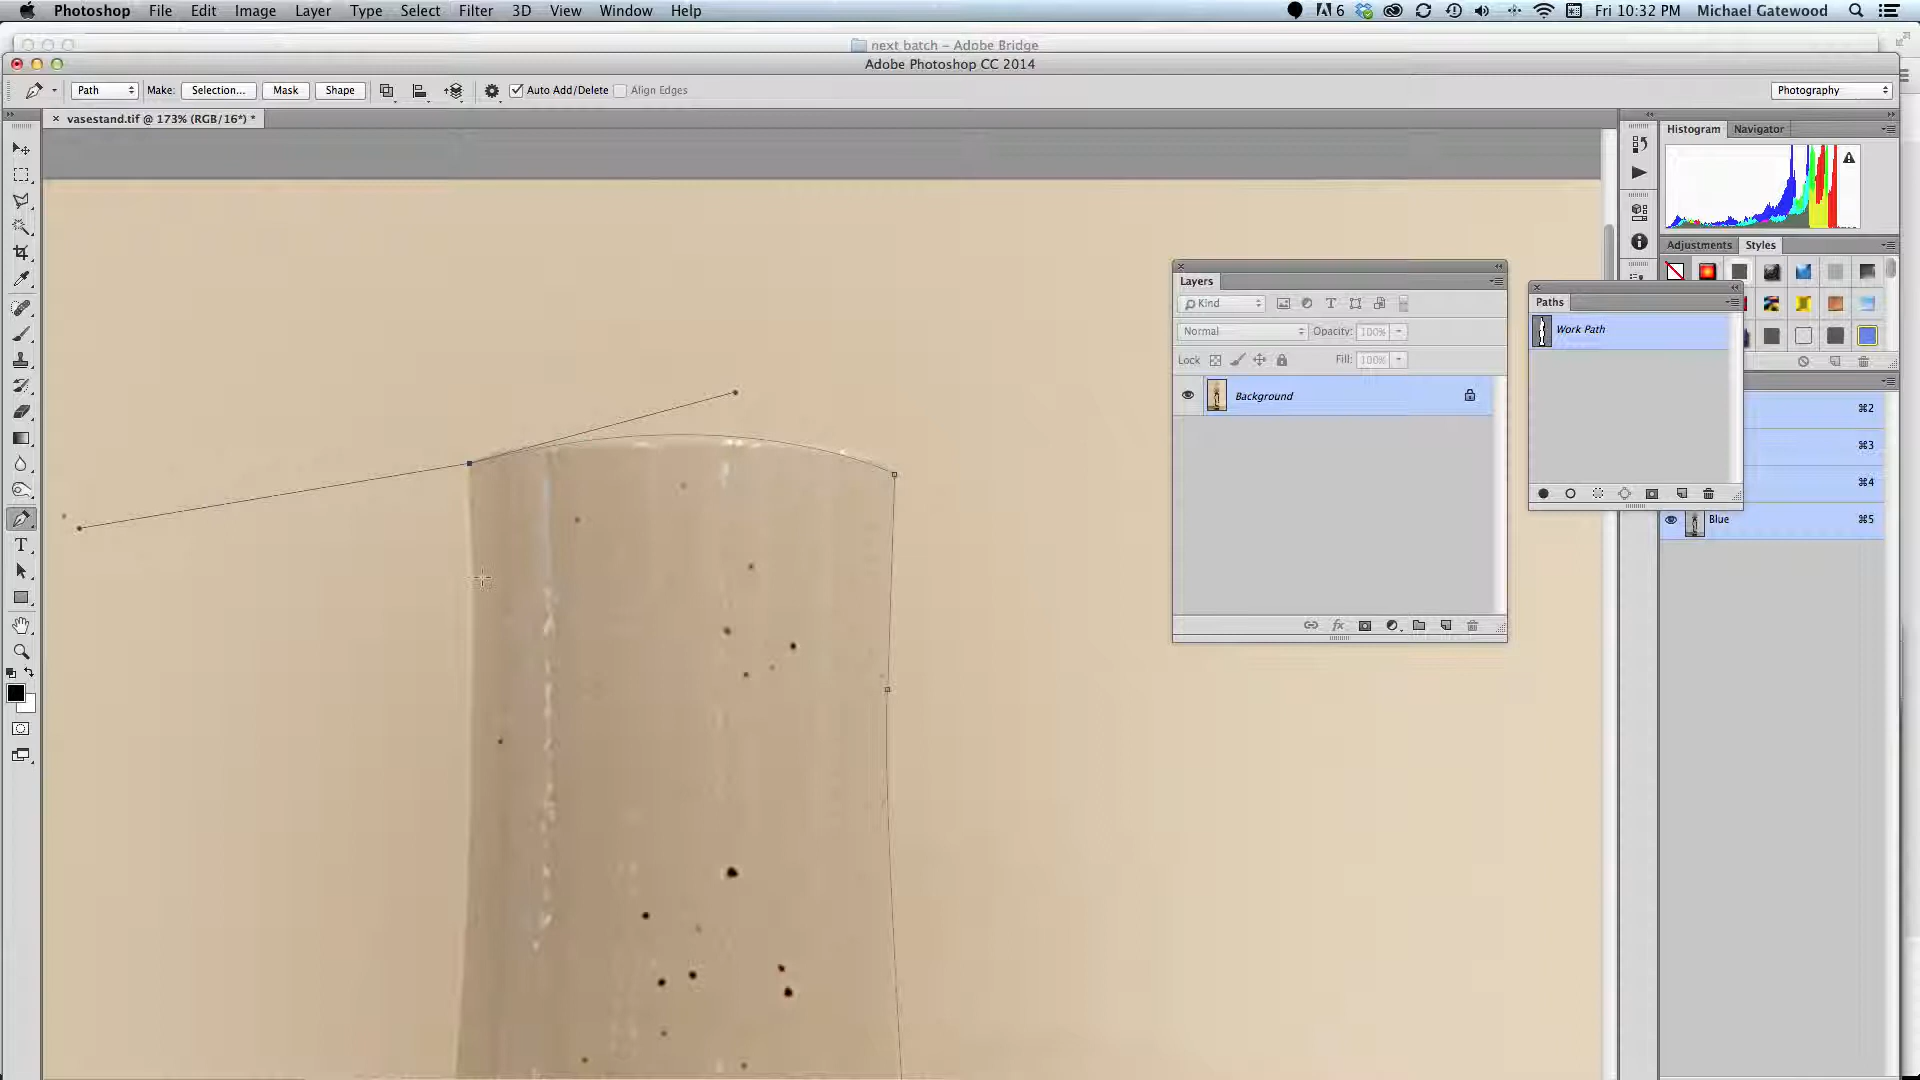 Photoshop File Edit Image Layer Type Select Filter 3D View Window Help
6 Fri 10:32 PM Michael Gatewood
next batch – Adobe Bridge
Adobe Photoshop CC 2014
Path Make: Selection... Mask Shape Auto Add/Delete Align Edges Photography
× vasestand.tif @ 173% (RGB/16*) *
Histogram Navigator
Adjustments Styles
Layers
Kind
Normal Opacity: 100%
Lock Fill: 100%
Background
Paths
Work Path
⌘2
⌘3
⌘4
Blue ⌘5